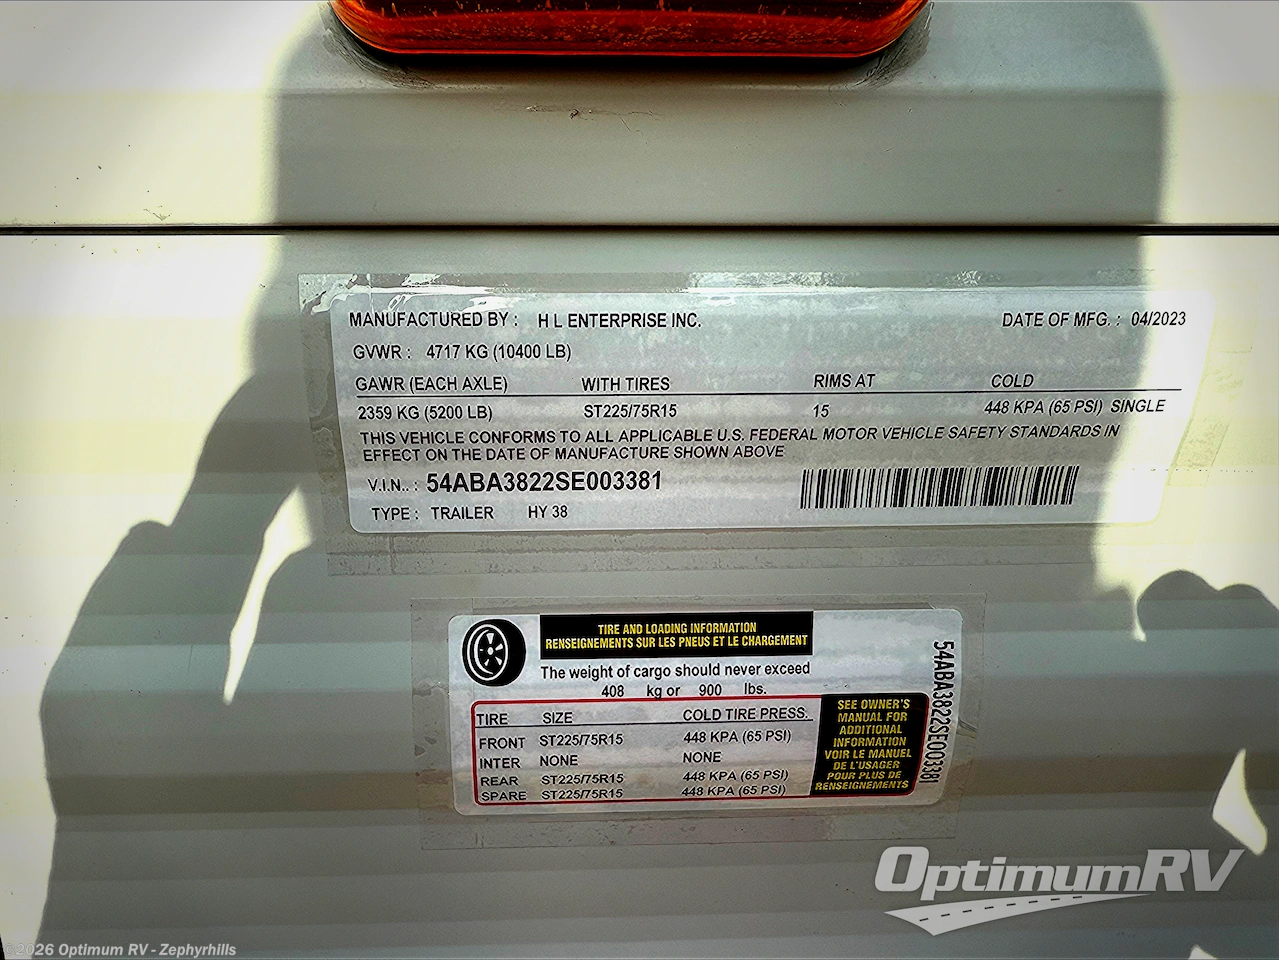 MANUFACTURED BY : H L ENTERPRISE INC. DATE OF MFG. : 04/2023
GVWR : 4717 KG (10400 LB)
GAWR (EACH AXLE) WITH TIRES RIMS AT COLD
2359 KG (5200 LB) ST225/75R15 15 448 KPA (65 PSI) SINGLE
THIS VEHICLE CONFORMS TO ALL APPLICABLE U.S. FEDERAL MOTOR VEHICLE SAFETY STANDARDS IN
EFFECT ON THE DATE OF MANUFACTURE SHOWN ABOVE
V.I.N.. : 54ABA3822SE003381
TYPE : TRAILER HY 38
TIRE AND LOADING INFORMATION
RENSEIGNEMENTS SUR LES PNEUS ET LE CHARGEMENT
The weight of cargo should never exceed
408 kg or 900 lbs.
TIRE SIZE COLD TIRE PRESS.
FRONT ST225/75R15 448 KPA (65 PSI)
INTER NONE NONE
REAR ST225/75R15 448 KPA (65 PSI)
SPARE ST225/75R15 448 KPA (65 PSI)
SEE OWNER'S
MANUAL FOR
ADDITIONAL
INFORMATION
VOIR LE MANUEL
DE L'USAGER
POUR PLUS DE
RENSEIGNEMENTS
54ABA3822SE003381
OptimumRV
©2026 Optimum RV - Zephyrhills